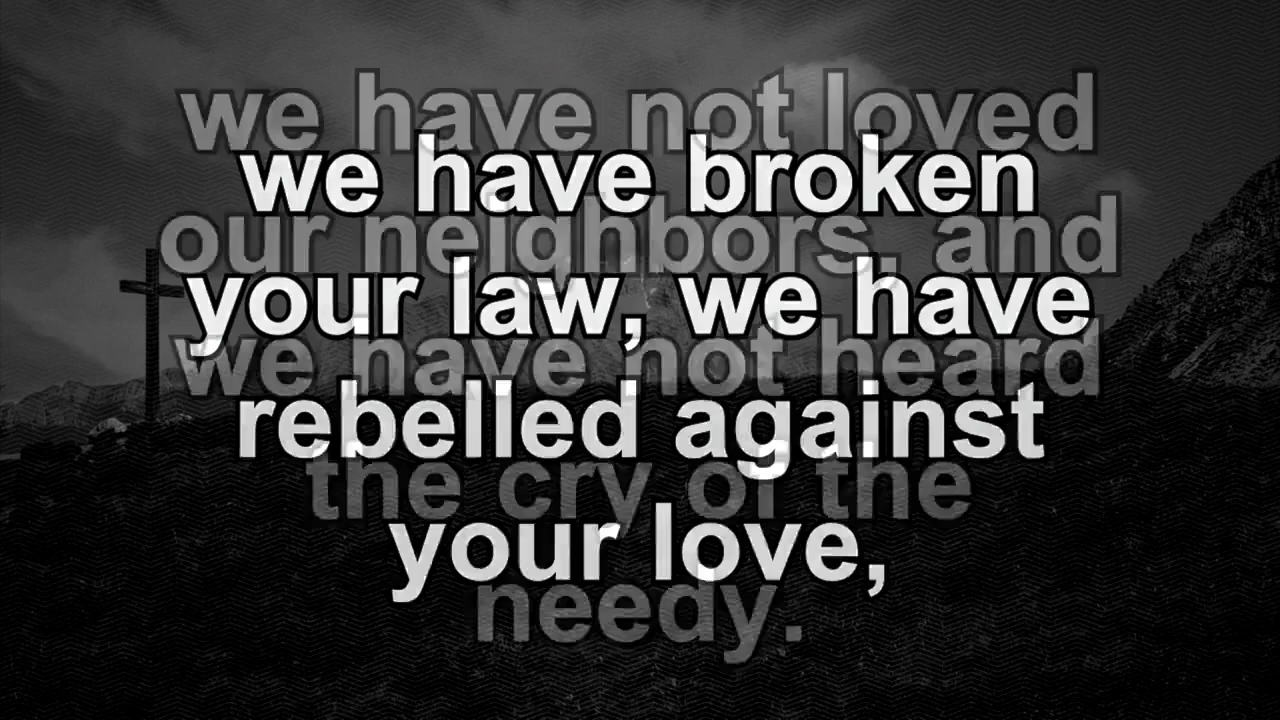 we have not loved
we have broken
our neighbors, and
your law, we have
we have not heard
rebelled against
the cry of the
your love,
needy.